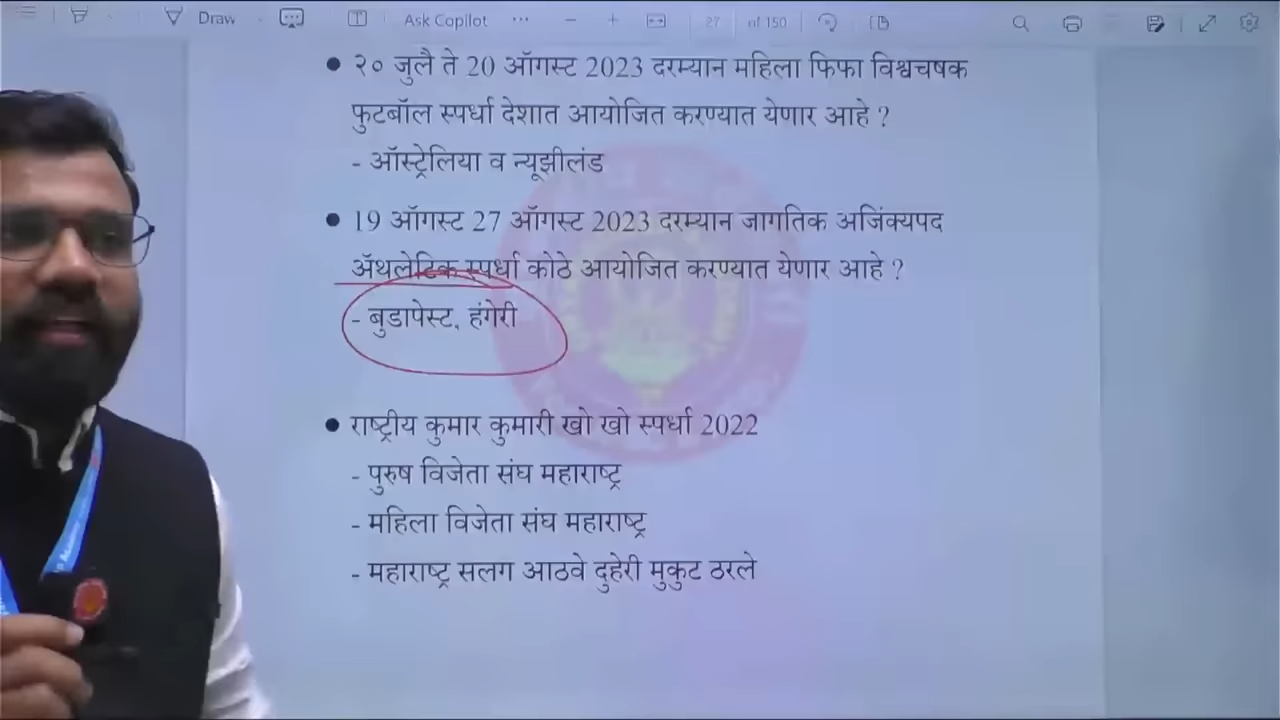 Draw
Ask Copilot
27 of 150
● २० जुलै ते 20 ऑगस्ट 2023 दरम्यान महिला फिफा विश्वचषक
फुटबॉल स्पर्धा देशात आयोजित करण्यात येणार आहे ?
- ऑस्ट्रेलिया व न्यूझीलंड
● 19 ऑगस्ट 27 ऑगस्ट 2023 दरम्यान जागतिक अजिंक्यपद
ॲथलेटिक स्पर्धा कोठे आयोजित करण्यात येणार आहे ?
- बुडापेस्ट, हंगेरी
● राष्ट्रीय कुमार कुमारी खो खो स्पर्धा 2022
- पुरुष विजेता संघ महाराष्ट्र
- महिला विजेता संघ महाराष्ट्र
- महाराष्ट्र सलग आठवे दुहेरी मुकुट ठरले